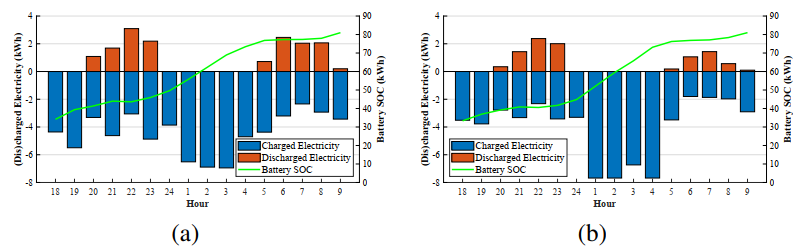 4
2
0
-2
-4
-6
-8
(Dis)charged Electricity (kWh)
90
80
70
60
50
40
30
20
10
0
Battery SOC (kWh)
Charged Electricity
Discharged Electricity
Battery SOC
18 19 20 21 22 23 24 1 2 3 4 5 6 7 8 9
Hour
(a)
4
2
0
-2
-4
-6
-8
(Dis)charged Electricity (kWh)
90
80
70
60
50
40
30
20
10
0
Battery SOC (kWh)
Charged Electricity
Discharged Electricity
Battery SOC
18 19 20 21 22 23 24 1 2 3 4 5 6 7 8 9
Hour
(b)